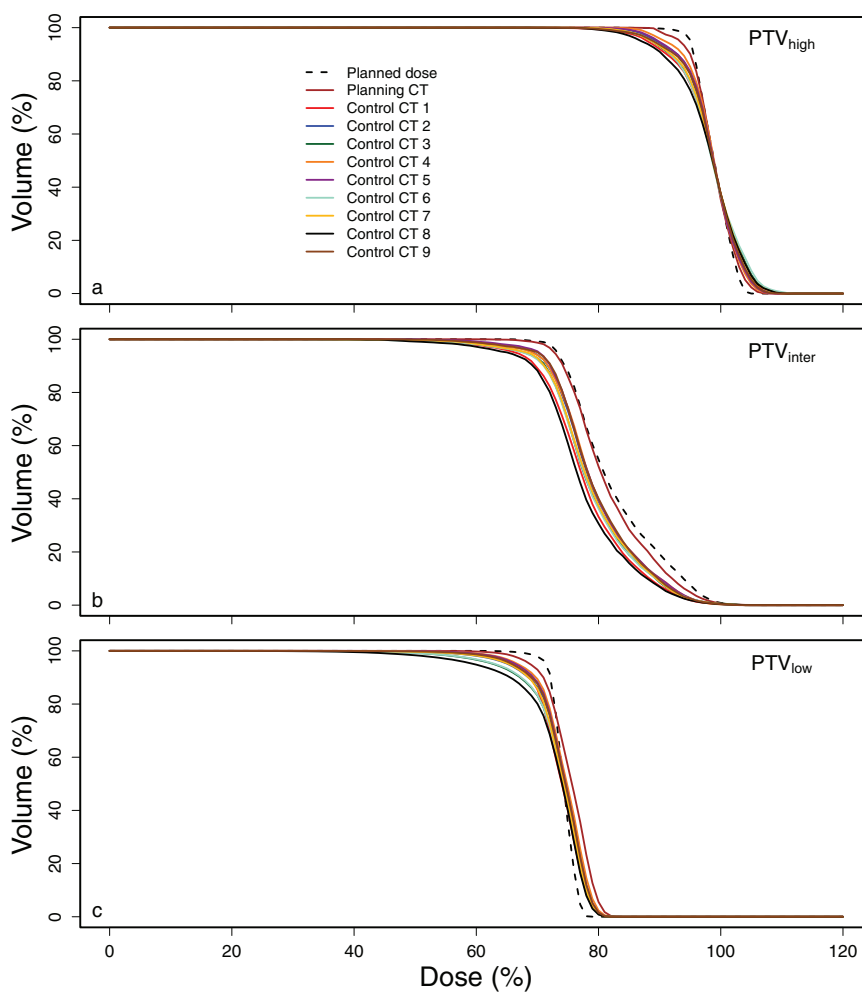 PTVhigh
Volume (%)
100
80
60
40
20
0
Planned dose
Planning CT
Control CT 1
Control CT 2
Control CT 3
Control CT 4
Control CT 5
Control CT 6
Control CT 7
Control CT 8
Control CT 9
a
PTVinter
Volume (%)
100
80
60
40
20
0
b
PTVlow
Volume (%)
100
80
60
40
20
0
c
0 20 40 60 80 100 120
Dose (%)